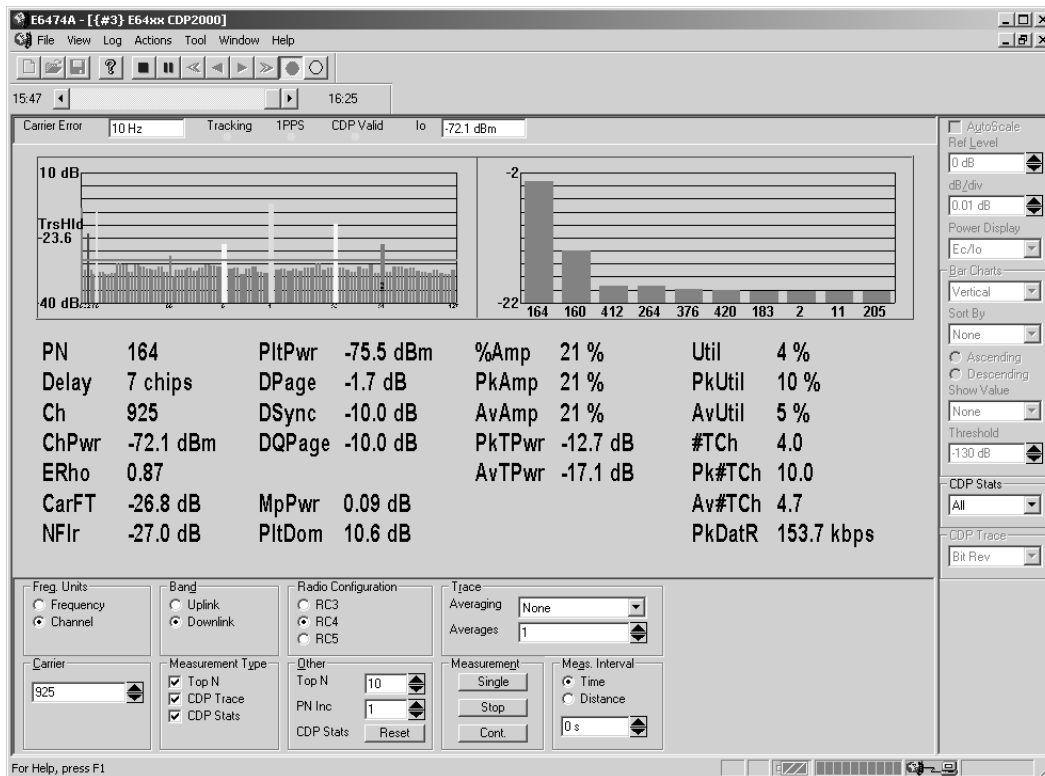 E6474A - [{#3} E64xx CDP2000]
File View Log Actions Tool Window Help
15:47 16:25
Carrier Error 10 Hz Tracking 1PPS CDP Valid Io -72.1 dBm
10 dB
TrsHld
-23.6
-40 dB
-2
-22
164 160 412 264 376 420 183 2 11 205
PN 164 PltPwr -75.5 dBm %Amp 21 % Util 4 %
Delay 7 chips DPage -1.7 dB PkAmp 21 % PkUtil 10 %
Ch 925 DSync -10.0 dB AvAmp 21 % AvUtil 5 %
ChPwr -72.1 dBm DQPage -10.0 dB PkTPwr -12.7 dB #TCh 4.0
ERho 0.87 AvTPwr -17.1 dB Pk#TCh 10.0
CarFT -26.8 dB MpPwr 0.09 dB Av#TCh 4.7
NFlr -27.0 dB PltDom 10.6 dB PkDatR 153.7 kbps
AutoScale
Ref Level
0 dB
dB/div
0.01 dB
Power Display
Ec/Io
Bar Charts
Vertical
Sort By
None
Ascending
Descending
Show Value
None
Threshold
-130 dB
CDP Stats
All
CDP Trace
Bit Rev
Freq. Units
Frequency
Channel
Band
Uplink
Downlink
Radio Configuration
RC3
RC4
RC5
Trace
Averaging None
Averages 1
Carrier
925
Measurement Type
Top N
CDP Trace
CDP Stats
Other
Top N 10
PN Inc 1
CDP Stats Reset
Measurement
Single
Stop
Cont.
Meas. Interval
Time
Distance
0 s
For Help, press F1